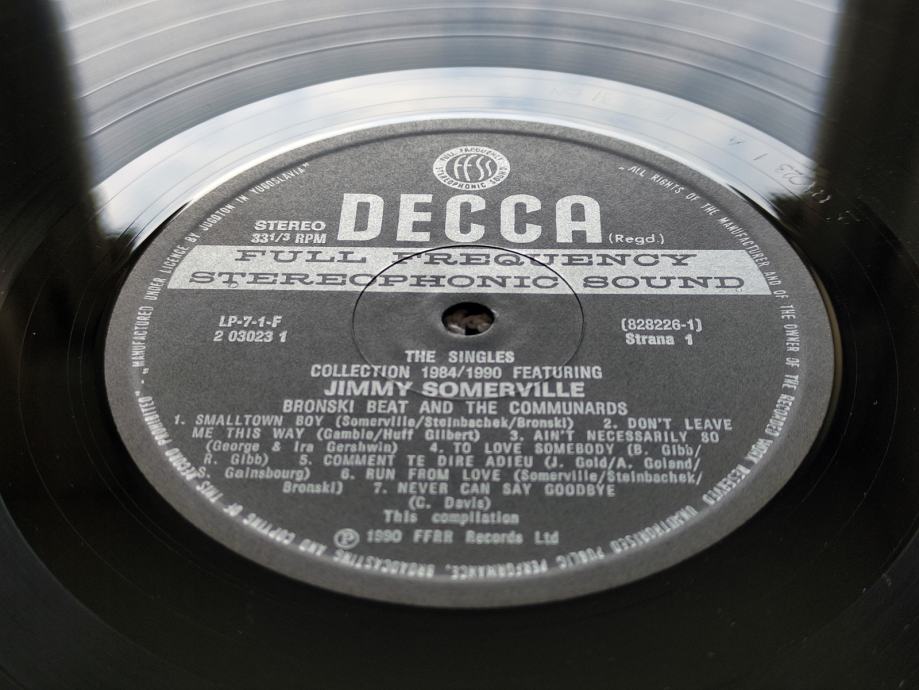 FULL FREQUENCY
FFSS
STEREOPHONIC SOUND
DECCA (Regd.)
STEREO
33 1/3 RPM
FULL FREQUENCY
STEREOPHONIC SOUND
LP-7-1-F
2 03023 1
(828226-1)
Strana 1
THE SINGLES
COLLECTION 1984/1990 FEATURING
JIMMY SOMERVILLE
BRONSKI BEAT AND THE COMMUNARDS
1. SMALLTOWN BOY (Somerville/Steinbachek/Bronski) 2. DON'T LEAVE
ME THIS WAY (Gamble/Huff Gilbert) 3. AIN'T NECESSARILY SO
(George & Ira Gershwin) 4. TO LOVE SOMEBODY (B. Gibb/
R. Gibb) 5. COMMENT TE DIRE ADIEU (J. Gold/A. Goland/
S. Gainsbourg) 6. RUN FROM LOVE (Somerville/Steinbachek/
Bronski) 7. NEVER CAN SAY GOODBYE
(C. Davis)
This compilation
℗ 1990 FFRR Records Ltd
"MANUFACTURED UNDER LICENCE BY JUGOTON IN YUGOSLAVIA"
"ALL RIGHTS OF THE MANUFACTURER AND OF THE OWNER OF THE RECORDED WORK RESERVED UNAUTHORISED PUBLIC PERFORMANCE, BROADCASTING AND COPYING OF THIS RECORD PROHIBITED"